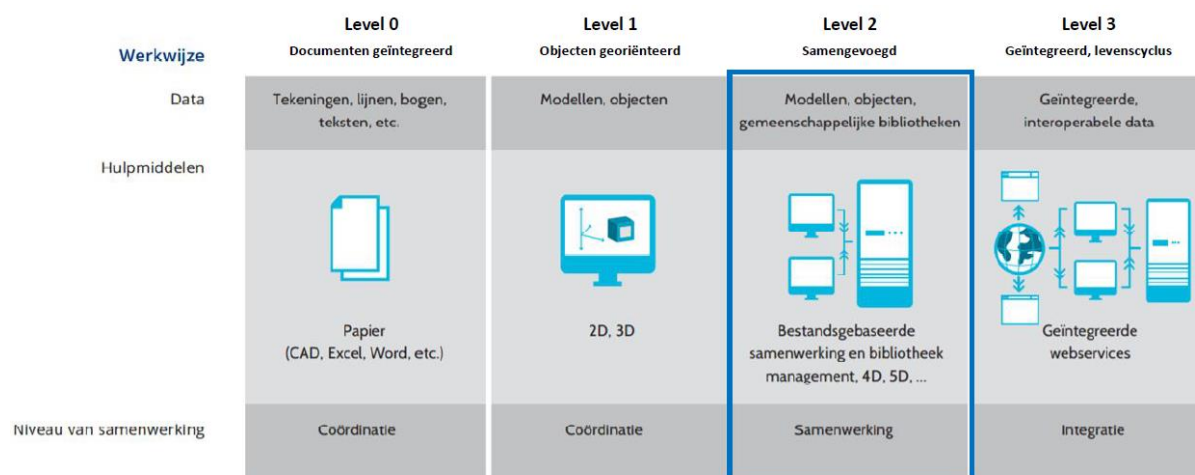 Level 0
Level 1
Level 2
Level 3
Werkwijze
Documenten geïntegreerd
Objecten georiënteerd
Samengevoegd
Geïntegreerd, levenscyclus
Data
Tekeningen, lijnen, bogen,
teksten, etc.
Modellen, objecten
Modellen, objecten,
gemeenschappelijke bibliotheken
Geïntegreerde,
interoperabele data
Hulpmiddelen
Papier
(CAD, Excel, Word, etc.)
2D, 3D
Bestandsgebaseerde
samenwerking en bibliotheek
management, 4D, 5D, ...
Geïntegreerde
webservices
Niveau van samenwerking
Coördinatie
Coördinatie
Samenwerking
Integratie